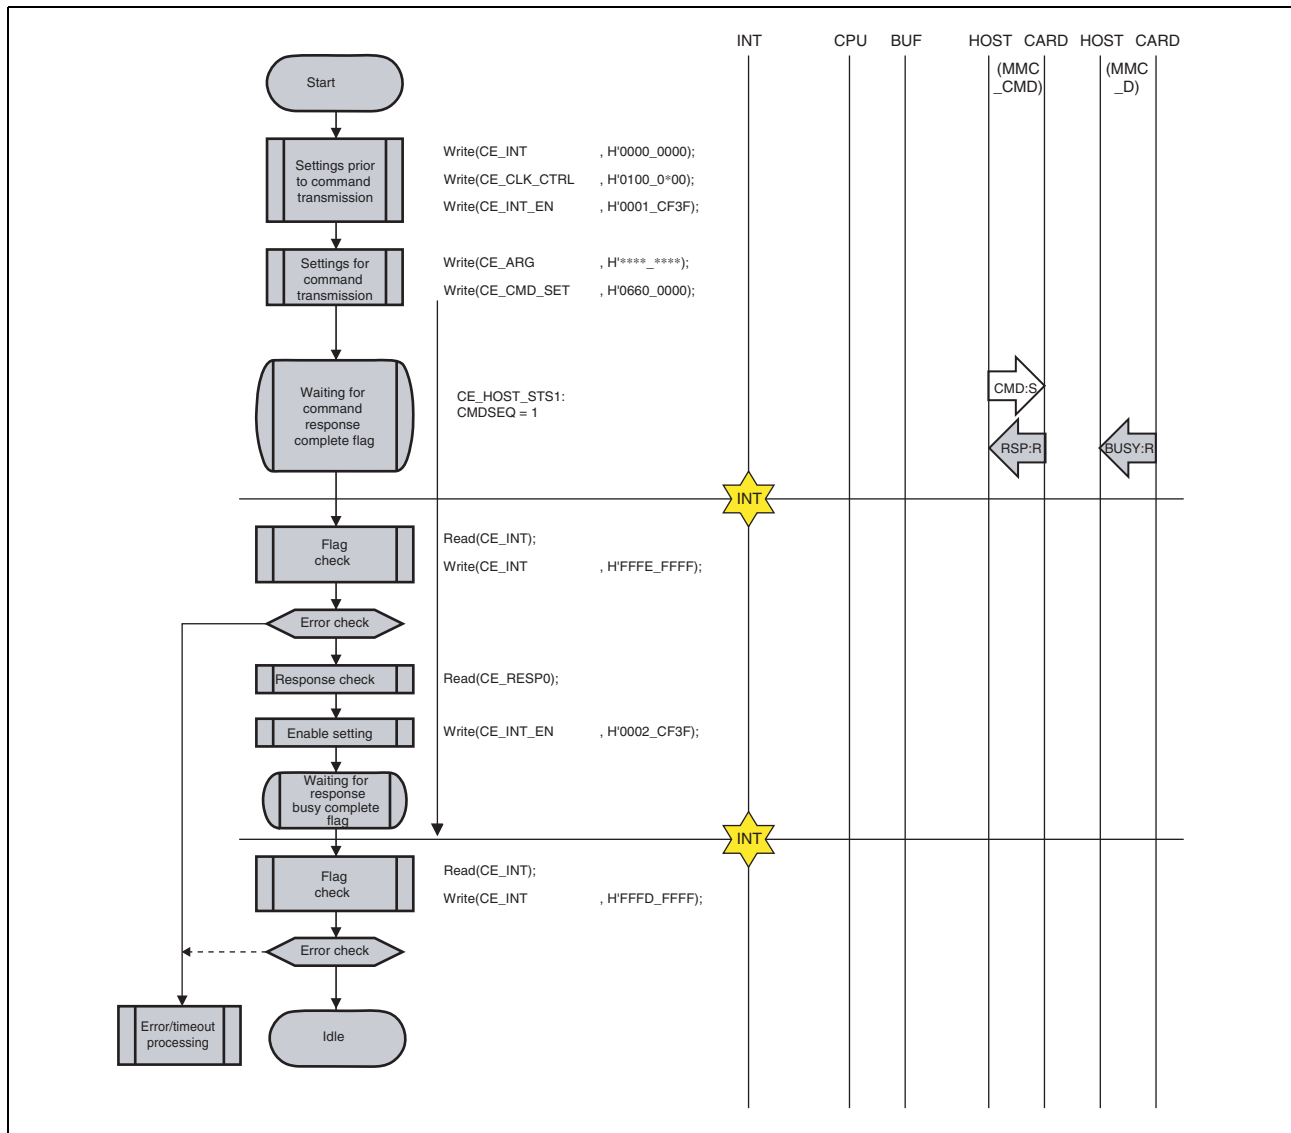 INT CPU BUF HOST CARD HOST CARD
(MMC
_CMD)
(MMC
_D)
Start
Settings prior
to command
transmission
Write(CE_INT , H'0000_0000);
Write(CE_CLK_CTRL , H'0100_0*00);
Write(CE_INT_EN , H'0001_CF3F);
Settings for
command
transmission
Write(CE_ARG , H'****_****);
Write(CE_CMD_SET , H'0660_0000);
Waiting for
command
response
complete flag
CE_HOST_STS1:
CMDSEQ = 1
CMD:S
RSP:R
BUSY:R
INT
Flag
check
Read(CE_INT);
Write(CE_INT , H'FFFE_FFFF);
Error check
Response check
Read(CE_RESP0);
Enable setting
Write(CE_INT_EN , H'0002_CF3F);
Waiting for
response
busy complete
flag
INT
Flag
check
Read(CE_INT);
Write(CE_INT , H'FFFD_FFFF);
Error check
Error/timeout
processing
Idle